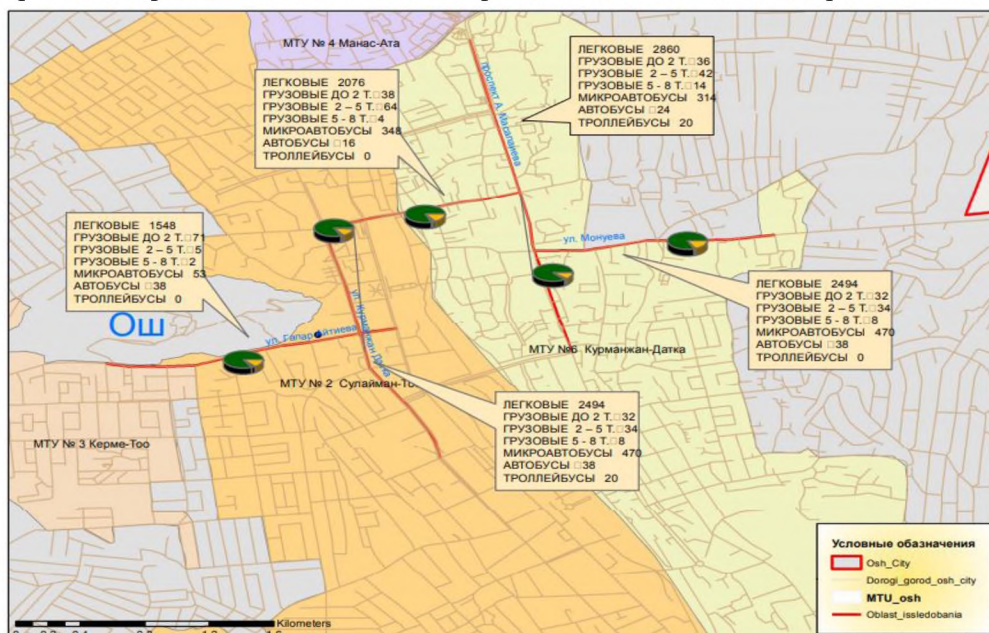 МТУ № 4 Манас-Ата
ЛЕГКОВЫЕ 2860
ГРУЗОВЫЕ ДО 2 Т.□36
ГРУЗОВЫЕ 2 – 5 Т.□42
ГРУЗОВЫЕ 5 - 8 Т.□14
МИКРОАВТОБУСЫ 314
АВТОБУСЫ □24
ТРОЛЛЕЙБУСЫ 20
ЛЕГКОВЫЕ 2076
ГРУЗОВЫЕ ДО 2 Т.□38
ГРУЗОВЫЕ 2 – 5 Т.□64
ГРУЗОВЫЕ 5 - 8 Т.□4
МИКРОАВТОБУСЫ 348
АВТОБУСЫ □16
ТРОЛЛЕЙБУСЫ 0
проспект А. Масалиева
ЛЕГКОВЫЕ 1548
ГРУЗОВЫЕ ДО 2 Т.□71
ГРУЗОВЫЕ 2 – 5 Т.□5
ГРУЗОВЫЕ 5 - 8 Т.□2
МИКРОАВТОБУСЫ 53
АВТОБУСЫ □38
ТРОЛЛЕЙБУСЫ 0
ул. Монуева
ЛЕГКОВЫЕ 2494
ГРУЗОВЫЕ ДО 2 Т.□32
ГРУЗОВЫЕ 2 – 5 Т.□34
ГРУЗОВЫЕ 5 - 8 Т.□8
МИКРОАВТОБУСЫ 470
АВТОБУСЫ □38
ТРОЛЛЕЙБУСЫ 0
Ош
ул.
ул.
МТУ №6 Курманжан-Датка
МТУ № 2 Сулайман-То
ЛЕГКОВЫЕ 2494
ГРУЗОВЫЕ ДО 2 Т.□32
ГРУЗОВЫЕ 2 – 5 Т.□34
ГРУЗОВЫЕ 5 - 8 Т.□8
МИКРОАВТОБУСЫ 470
АВТОБУСЫ □38
ТРОЛЛЕЙБУСЫ 20
МТУ № 3 Керме-Тоо
Условные обазначения
Osh_City
Dorogi_gorod_osh_city
MTU_osh
Oblast_issledobania
Kilometers